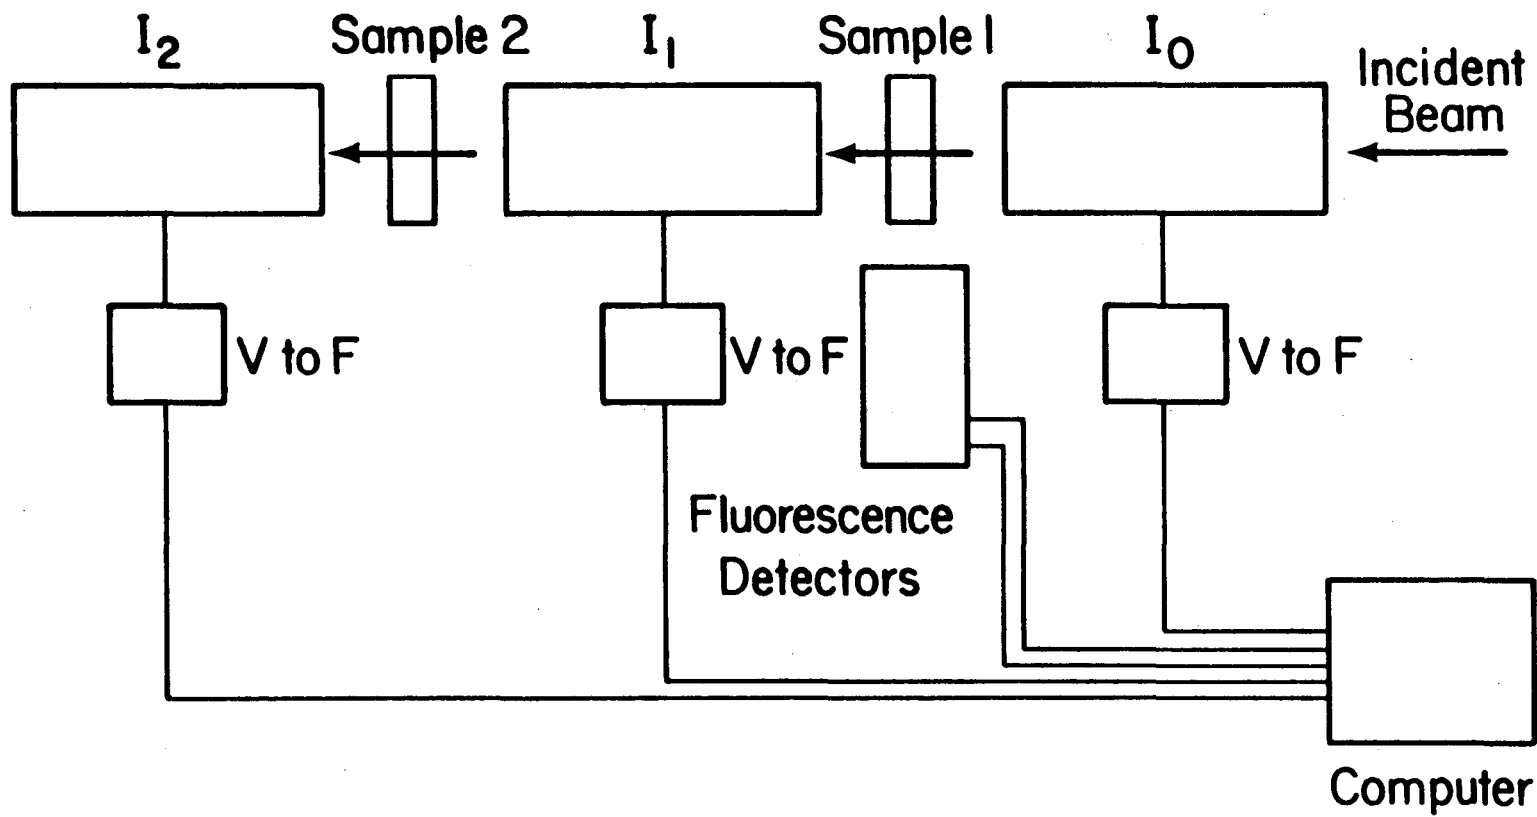 I2
Sample 2
I1
Sample 1
I0
Incident
Beam
V to F
V to F
V to F
Fluorescence
Detectors
Computer